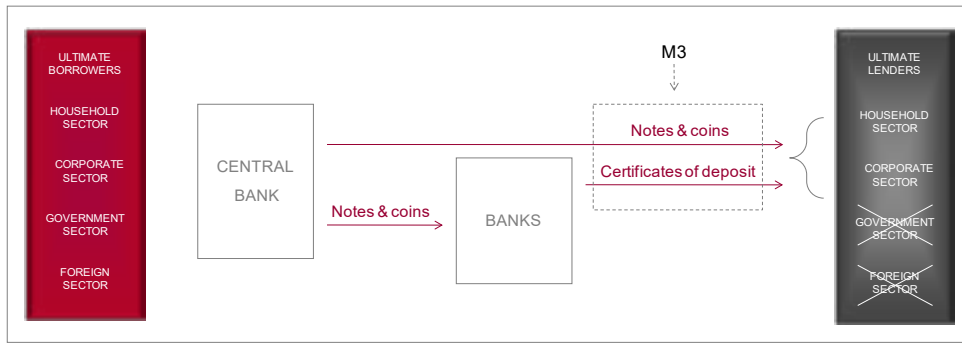 ULTIMATE
BORROWERS
HOUSEHOLD
SECTOR
CORPORATE
SECTOR
GOVERNMENT
SECTOR
FOREIGN
SECTOR
CENTRAL
BANK
Notes & coins
BANKS
M3
Notes & coins
Certificates of deposit
ULTIMATE
LENDERS
HOUSEHOLD
SECTOR
CORPORATE
SECTOR
GOVERNMENT
SECTOR
FOREIGN
SECTOR